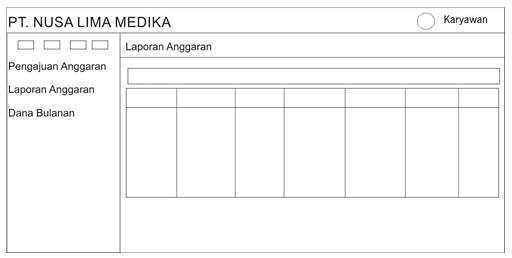 PT. NUSA LIMA MEDIKA
Karyawan
Laporan Anggaran
Pengajuan Anggaran
Laporan Anggaran
Dana Bulanan